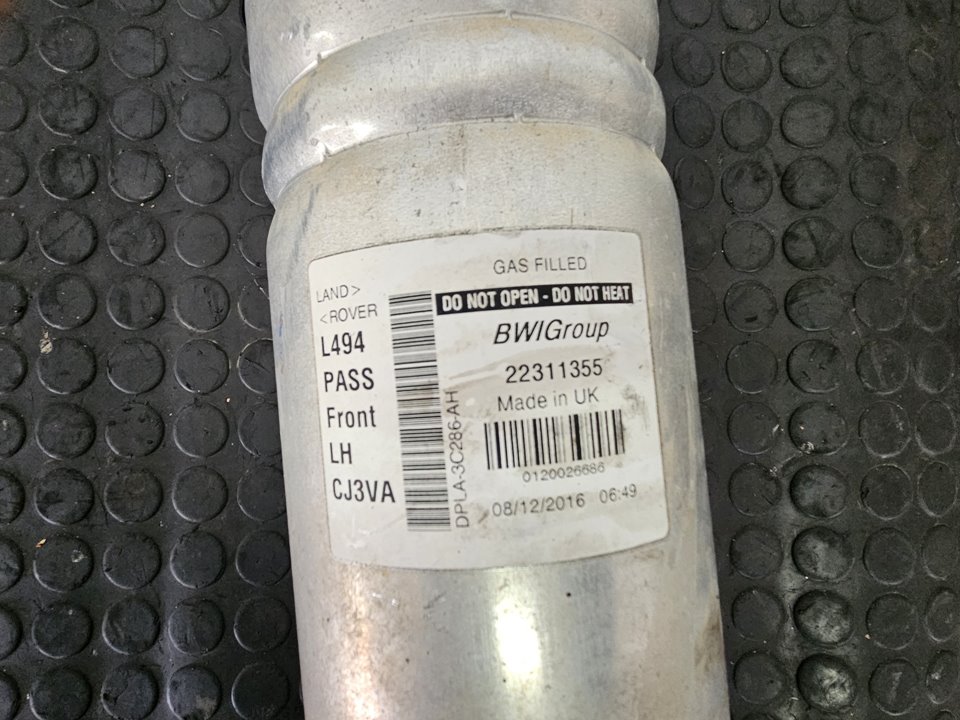 LAND>
<ROVER
L494
PASS
Front
LH
CJ3VA
DPLA-3C286-AH
GAS FILLED
DO NOT OPEN - DO NOT HEAT
BWIGroup
22311355
Made in UK
0120026686
08/12/2016 06:49